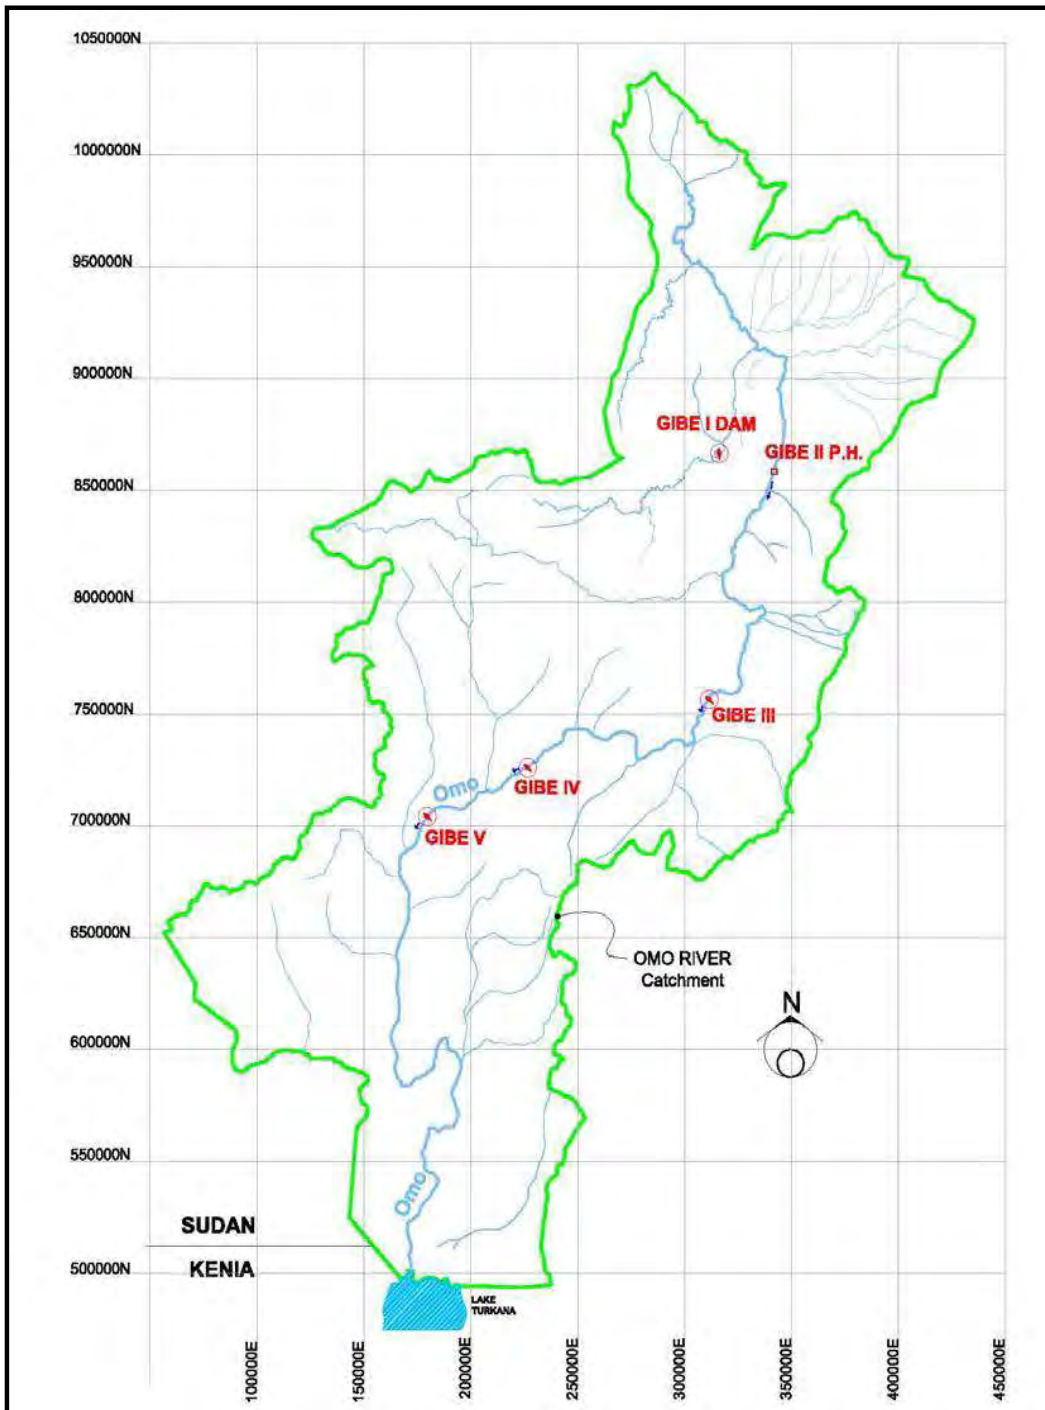 1050000N
1000000N
950000N
900000N
GIBE I DAM
GIBE II P.H.
850000N
800000N
750000N
GIBE III
Omo
GIBE IV
700000N
GIBE V
650000N
OMO RIVER
Catchment
N
600000N
550000N
Omo
SUDAN
KENIA
500000N
LAKE
TURKANA
100000E
150000E
200000E
250000E
300000E
350000E
400000E
450000E